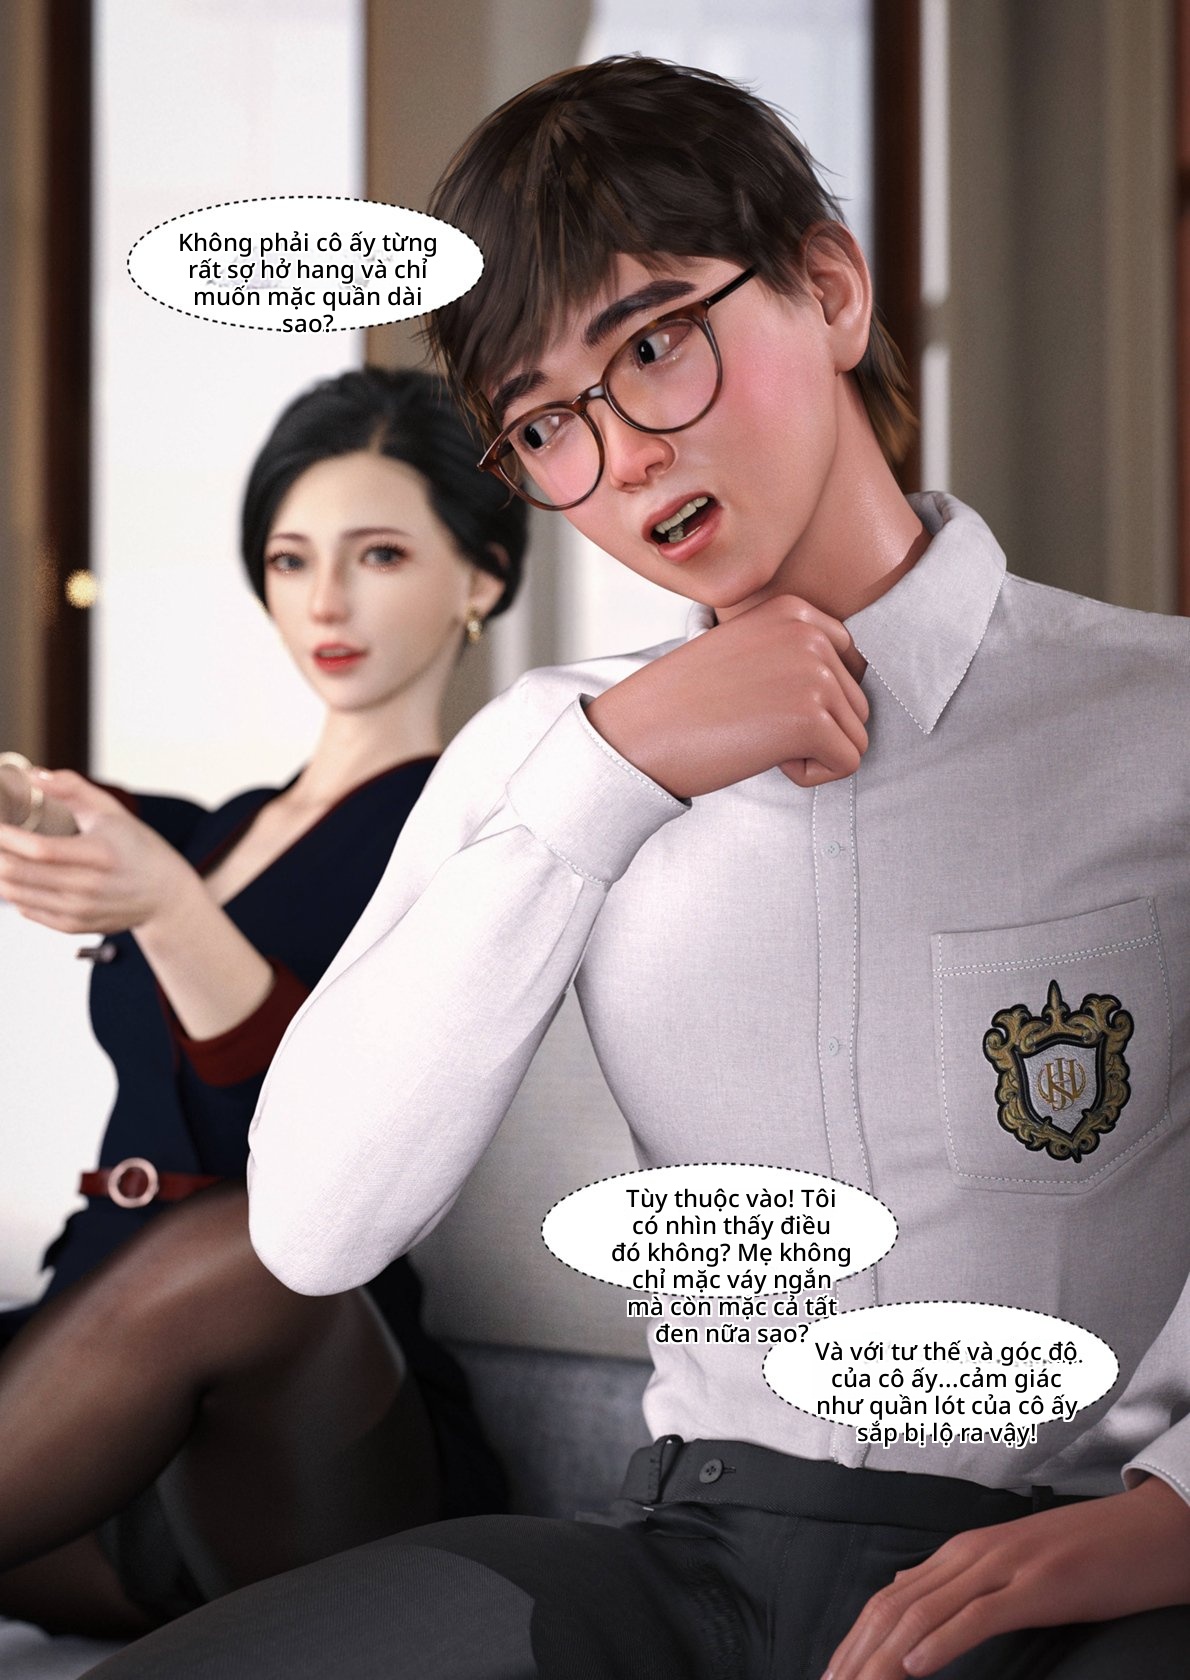 Không phải cô ấy từng
rất sợ hở hang và chỉ
muốn mặc quần dài
sao?
Tùy thuộc vào! Tôi
có nhìn thấy điều
đó không? Mẹ không
chỉ mặc váy ngắn
mà còn mặc cả tất
đen nữa sao?
Và với tư thế và góc độ
của cô ấy...cảm giác
như quần lót của cô ấy
sắp bị lộ ra vậy!